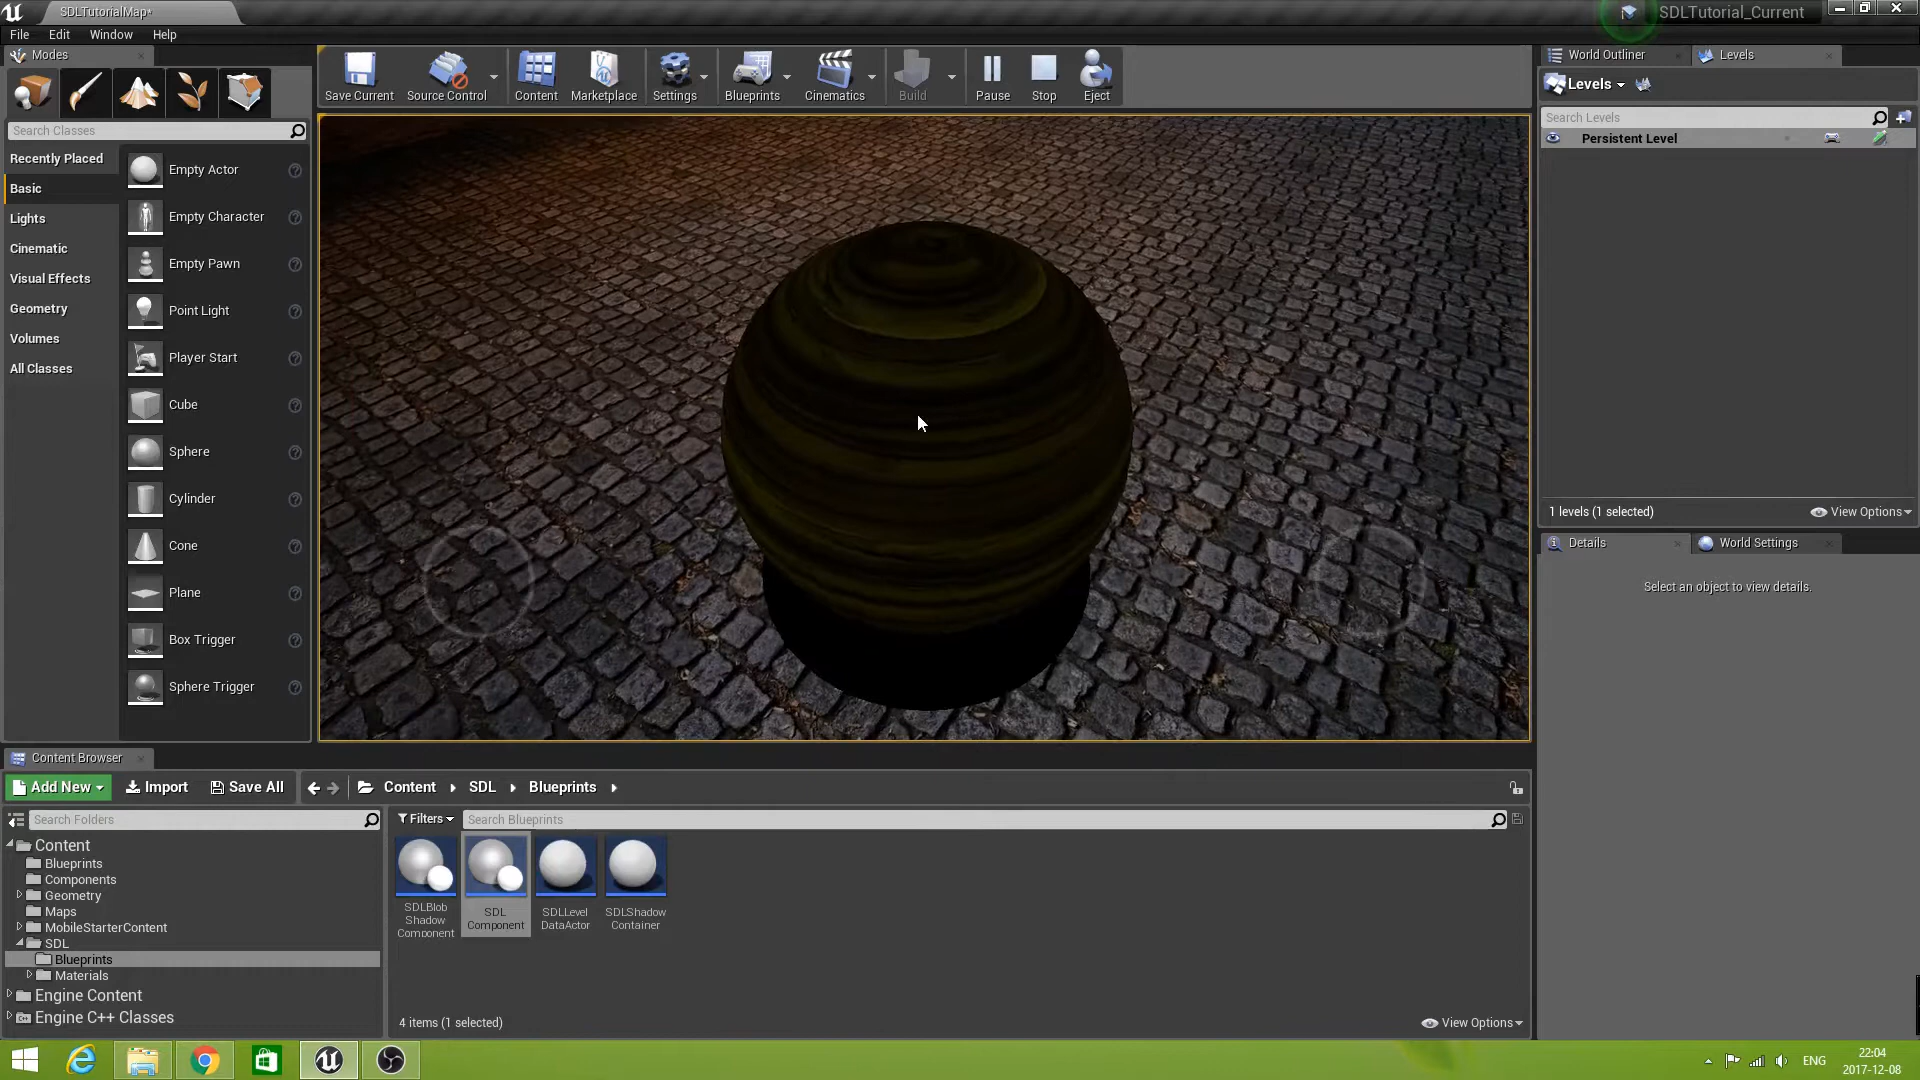 SDLTutorialMap*
SDLTutorial_Current
File Edit Window Help
Modes
Save Current
Source Control
Content
Marketplace
Settings
Blueprints
Cinematics
Build
Pause
Stop
Eject
World Outliner
Levels
Levels
Search Levels
Persistent Level
1 levels (1 selected)
View Options
Details
World Settings
Select an object to view details.
Search Classes
Recently Placed
Basic
Lights
Cinematic
Visual Effects
Geometry
Volumes
All Classes
Empty Actor
Empty Character
Empty Pawn
Point Light
Player Start
Cube
Sphere
Cylinder
Cone
Plane
Box Trigger
Sphere Trigger
Content Browser
Add New Import Save All Content SDL Blueprints
Search Folders
Filters
Search Blueprints
Content
Blueprints
Components
Geometry
Maps
MobileStarterContent
SDL
Blueprints
Materials
Engine Content
Engine C++ Classes
SDLBlob
Shadow
Component
SDL
Component
SDLLevel
DataActor
SDLShadow
Container
4 items (1 selected)
View Options
ENG
22:04
2017-12-08